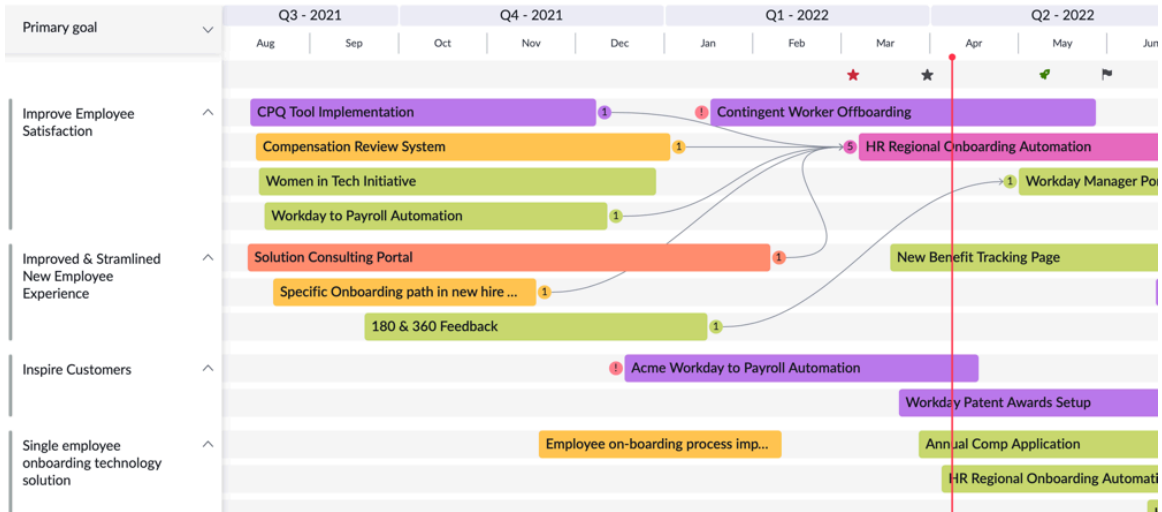 Primary goal
Q3 - 2021
Q4 - 2021
Q1 - 2022
Q2 - 2022
Aug
Sep
Oct
Nov
Dec
Jan
Feb
Mar
Apr
May
Jun
Improve Employee
Satisfaction
CPQ Tool Implementation
1
!
Contingent Worker Offboarding
Compensation Review System
1
5
HR Regional Onboarding Automation
Women in Tech Initiative
1
Workday Manager Por
Workday to Payroll Automation
1
Improved & Stramlined
New Employee
Experience
Solution Consulting Portal
1
New Benefit Tracking Page
Specific Onboarding path in new hire ...
1
180 & 360 Feedback
1
Inspire Customers
!
Acme Workday to Payroll Automation
Workday Patent Awards Setup
Single employee
onboarding technology
solution
Employee on-boarding process imp...
Annual Comp Application
HR Regional Onboarding Automati